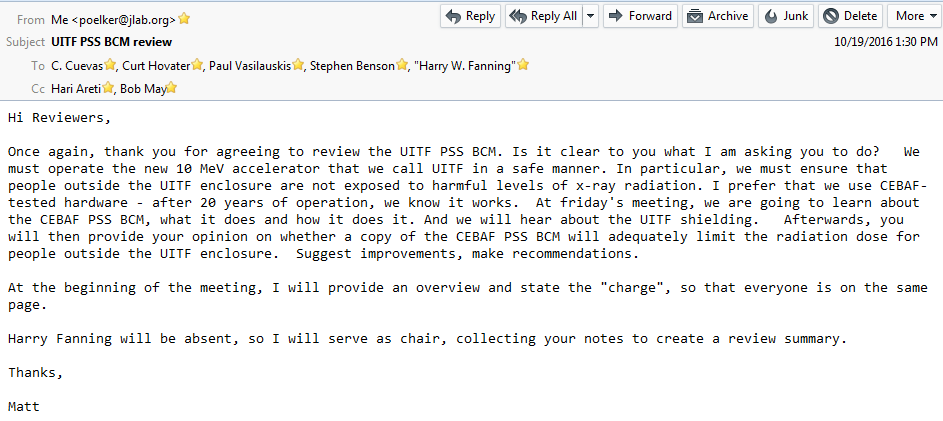 From Me <poelker@jlab.org> Reply Reply All Forward Archive Junk Delete More
Subject UITF PSS BCM review 10/19/2016 1:30 PM
To C. Cuevas, Curt Hovater, Paul Vasilauskis, Stephen Benson, "Harry W. Fanning"
Cc Hari Areti, Bob May
Hi Reviewers,
Once again, thank you for agreeing to review the UITF PSS BCM. Is it clear to you what I am asking you to do?   We
must operate the new 10 MeV accelerator that we call UITF in a safe manner. In particular, we must ensure that
people outside the UITF enclosure are not exposed to harmful levels of x-ray radiation. I prefer that we use CEBAF-
tested hardware - after 20 years of operation, we know it works.  At friday's meeting, we are going to learn about
the CEBAF PSS BCM, what it does and how it does it. And we will hear about the UITF shielding.   Afterwards, you
will then provide your opinion on whether a copy of the CEBAF PSS BCM will adequately limit the radiation dose for
people outside the UITF enclosure.  Suggest improvements, make recommendations.
At the beginning of the meeting, I will provide an overview and state the "charge", so that everyone is on the same
page.
Harry Fanning will be absent, so I will serve as chair, collecting your notes to create a review summary.
Thanks,
Matt